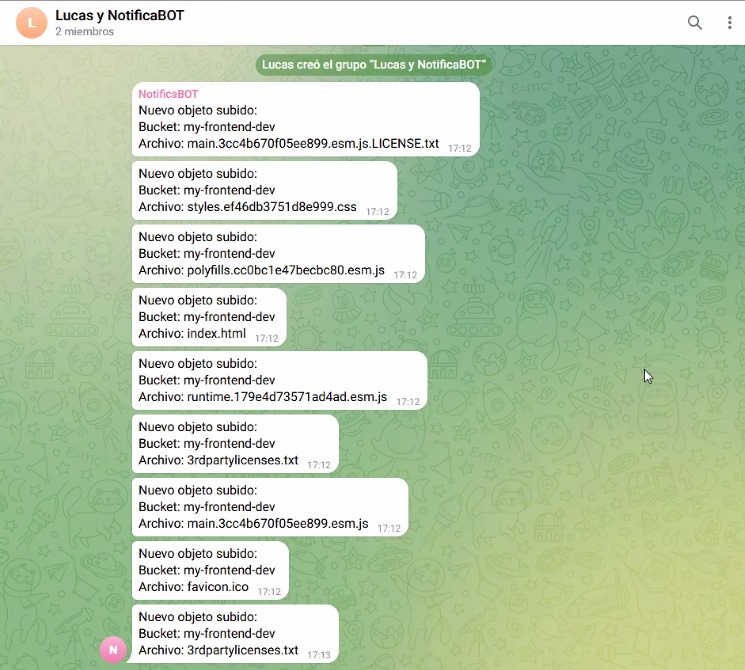 L
Lucas y NotificaBOT
2 miembros
Lucas creó el grupo "Lucas y NotificaBOT"
NotificaBOT
Nuevo objeto subido:
Bucket: my-frontend-dev
Archivo: main.3cc4b670f05ee899.esm.js.LICENSE.txt 17:12
Nuevo objeto subido:
Bucket: my-frontend-dev
Archivo: styles.ef46db3751d8e999.css 17:12
Nuevo objeto subido:
Bucket: my-frontend-dev
Archivo: polyfills.cc0bc1e47becbc80.esm.js 17:12
Nuevo objeto subido:
Bucket: my-frontend-dev
Archivo: index.html 17:12
Nuevo objeto subido:
Bucket: my-frontend-dev
Archivo: runtime.179e4d73571ad4ad.esm.js 17:12
Nuevo objeto subido:
Bucket: my-frontend-dev
Archivo: 3rdpartylicenses.txt 17:12
Nuevo objeto subido:
Bucket: my-frontend-dev
Archivo: main.3cc4b670f05ee899.esm.js 17:12
Nuevo objeto subido:
Bucket: my-frontend-dev
Archivo: favicon.ico 17:12
Nuevo objeto subido:
Bucket: my-frontend-dev
Archivo: 3rdpartylicenses.txt 17:13
N